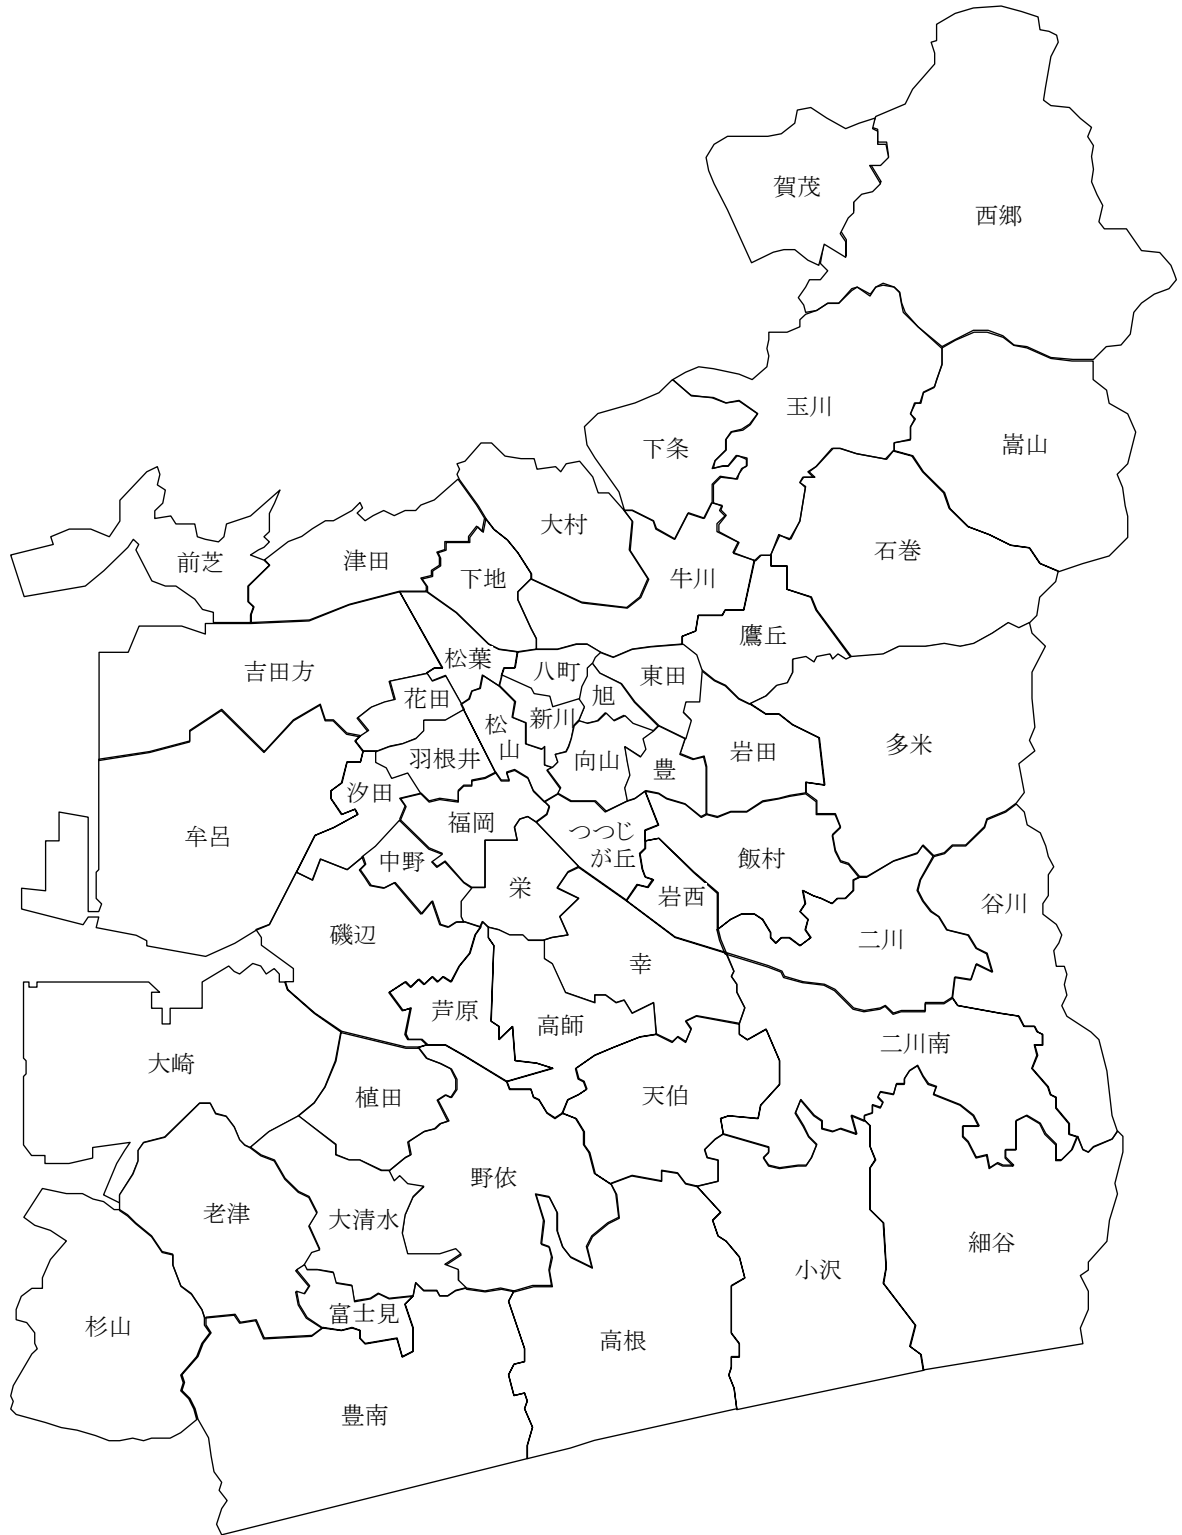 賀茂
西郷
玉川
嵩山
下条
大村
石巻
前芝
津田
下地
牛川
鷹丘
吉田方
松葉
八町
東田
花田
旭
新川
松
山
羽根井
向山
豊
岩田
多米
汐田
牟呂
福岡
つつじ
が丘
中野
飯村
栄
岩西
谷川
磯辺
二川
幸
芦原
高師
二川南
大崎
植田
天伯
野依
老津
大清水
細谷
小沢
杉山
富士見
高根
豊南